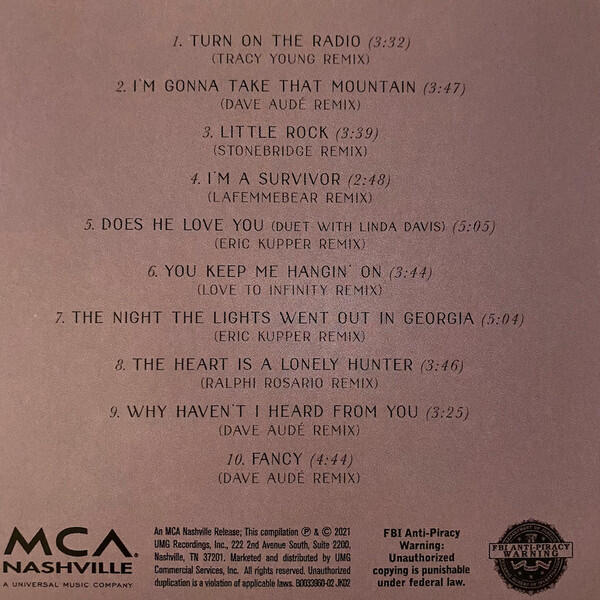 1. TURN ON THE RADIO (3:32)
(TRACY YOUNG REMIX)
2. I'M GONNA TAKE THAT MOUNTAIN (3:47)
(DAVE AUDÉ REMIX)
3. LITTLE ROCK (3:39)
(STONEBRIDGE REMIX)
4. I'M A SURVIVOR (2:48)
(LAFEMMEBEAR REMIX)
5. DOES HE LOVE YOU (DUET WITH LINDA DAVIS) (5:05)
(ERIC KUPPER REMIX)
6. YOU KEEP ME HANGIN' ON (3:44)
(LOVE TO INFINITY REMIX)
7. THE NIGHT THE LIGHTS WENT OUT IN GEORGIA (5:04)
(ERIC KUPPER REMIX)
8. THE HEART IS A LONELY HUNTER (3:46)
(RALPHI ROSARIO REMIX)
9. WHY HAVEN'T I HEARD FROM YOU (3:25)
(DAVE AUDÉ REMIX)
10. FANCY (4:44)
(DAVE AUDÉ REMIX)
MCA®
NASHVILLE
A UNIVERSAL MUSIC COMPANY
An MCA Nashville Release; This compilation ℗ & © 2021
UMG Recordings, Inc., 222 2nd Avenue South, Suite 2200,
Nashville, TN 37201. Marketed and distributed by UMG
Commercial Services, Inc. All rights reserved. Unauthorized
duplication is a violation of applicable laws. B0033960-02 JK02
FBI Anti-Piracy
Warning:
Unauthorized
copying is punishable
under federal law.
FBI ANTI-PIRACY
WARNING